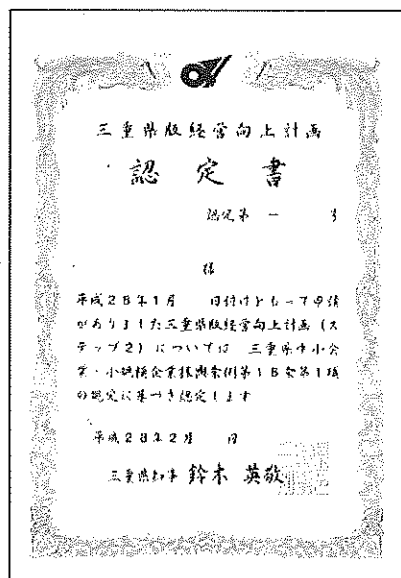 三重県版経営向上計画
認定書
認定第　一　号
様
平成28年1月　日付けをもって申請
がありました三重県版経営向上計画（ス
テップ2）については　三重県中小企
業・小規模企業振興条例第16条第1項
の規定に基づき認定します
平成28年2月　日
三重県知事 鈴木 英敬